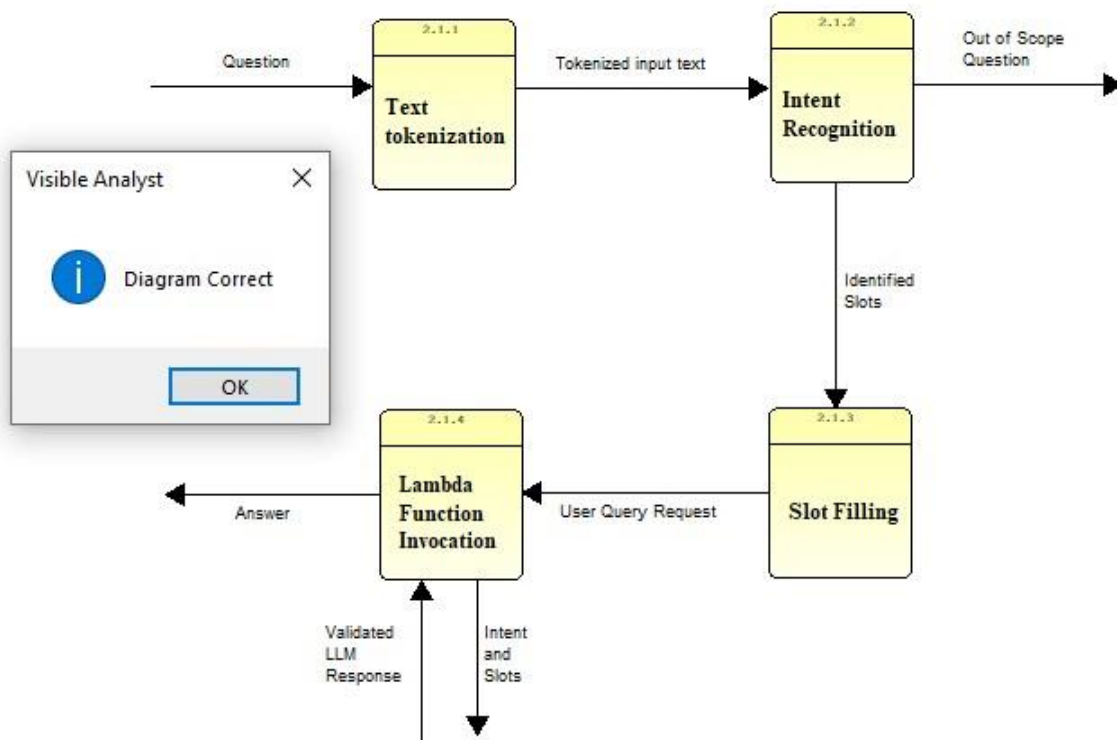 2.1.1
2.1.2
Question
Tokenized input text
Out of Scope
Question
Text
tokenization
Intent
Recognition
Visible Analyst
Diagram Correct
OK
Identified
Slots
2.1.4
2.1.3
Lambda
Function
Invocation
Answer
User Query Request
Slot Filling
Validated
LLM
Response
Intent
and
Slots